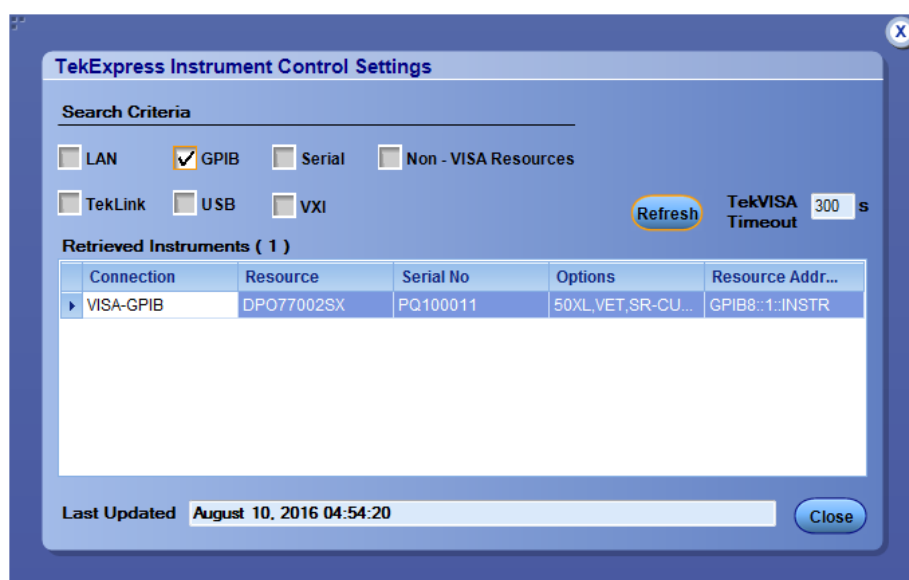 X
TekExpress Instrument Control Settings
Search Criteria
LAN GPIB Serial Non - VISA Resources
TekLink USB VXI
Refresh TekVISA Timeout 300 s
Retrieved Instruments ( 1 )
Connection Resource Serial No Options Resource Addr...
VISA-GPIB DPO77002SX PQ100011 50XL,VET,SR-CU... GPIB8::1::INSTR
Last Updated August 10, 2016 04:54:20 Close